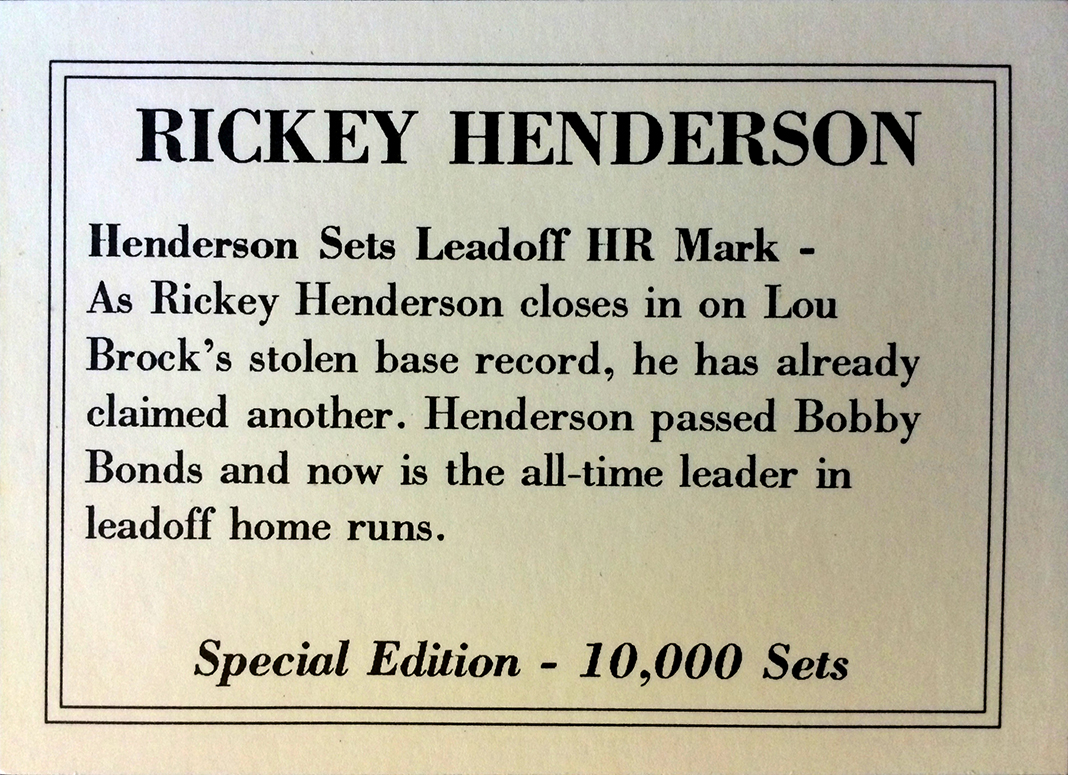 RICKEY HENDERSON
Henderson Sets Leadoff HR Mark -
As Rickey Henderson closes in on Lou
Brock's stolen base record, he has already
claimed another. Henderson passed Bobby
Bonds and now is the all-time leader in
leadoff home runs.
Special Edition - 10,000 Sets